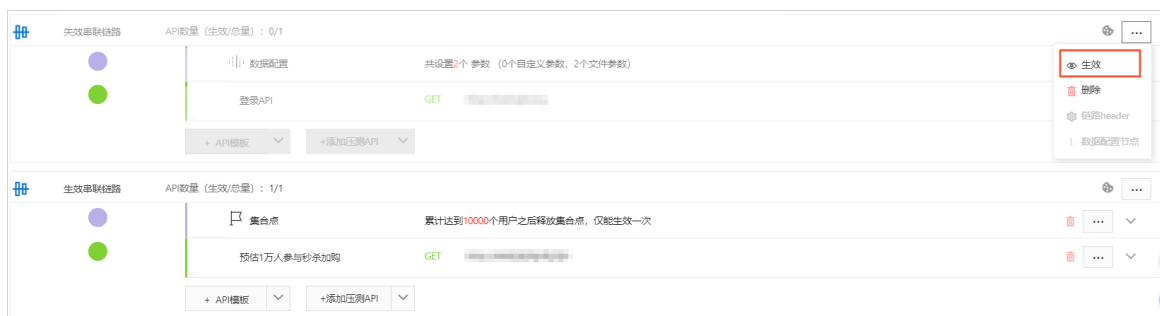 失效串联链路 API数量（生效/总量）: 0/1 ...
数据配置 共设置2个 参数 （0个自定义参数，2个文件参数） 生效
登录API GET 删除
链路header
+ API模板 +添加压测API 数据配置节点
生效串联链路 API数量（生效/总量）: 1/1 ...
集合点 累计达到10000个用户之后释放集合点，仅能生效一次 ...
预估1万人参与秒杀加购 GET ...
+ API模板 +添加压测API